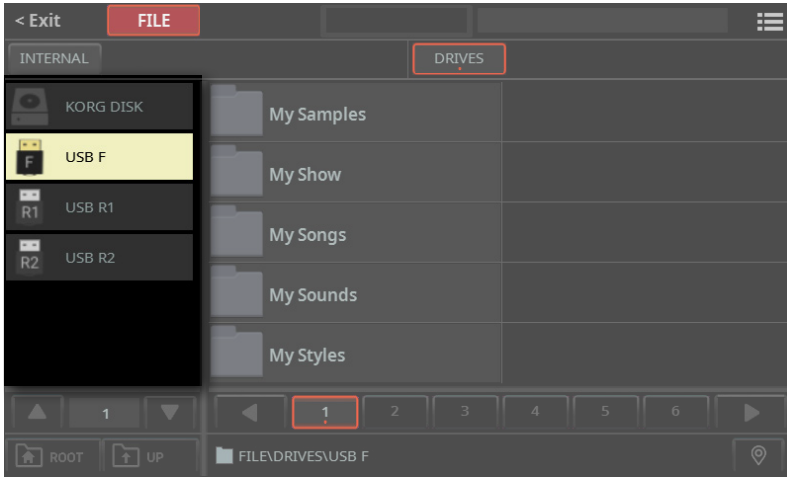 < Exit FILE
INTERNAL DRIVES
KORG DISK
F USB F
R1 USB R1
R2 USB R2
My Samples
My Show
My Songs
My Sounds
My Styles
1
1 2 3 4 5 6
ROOT UP FILE\DRIVES\USB F